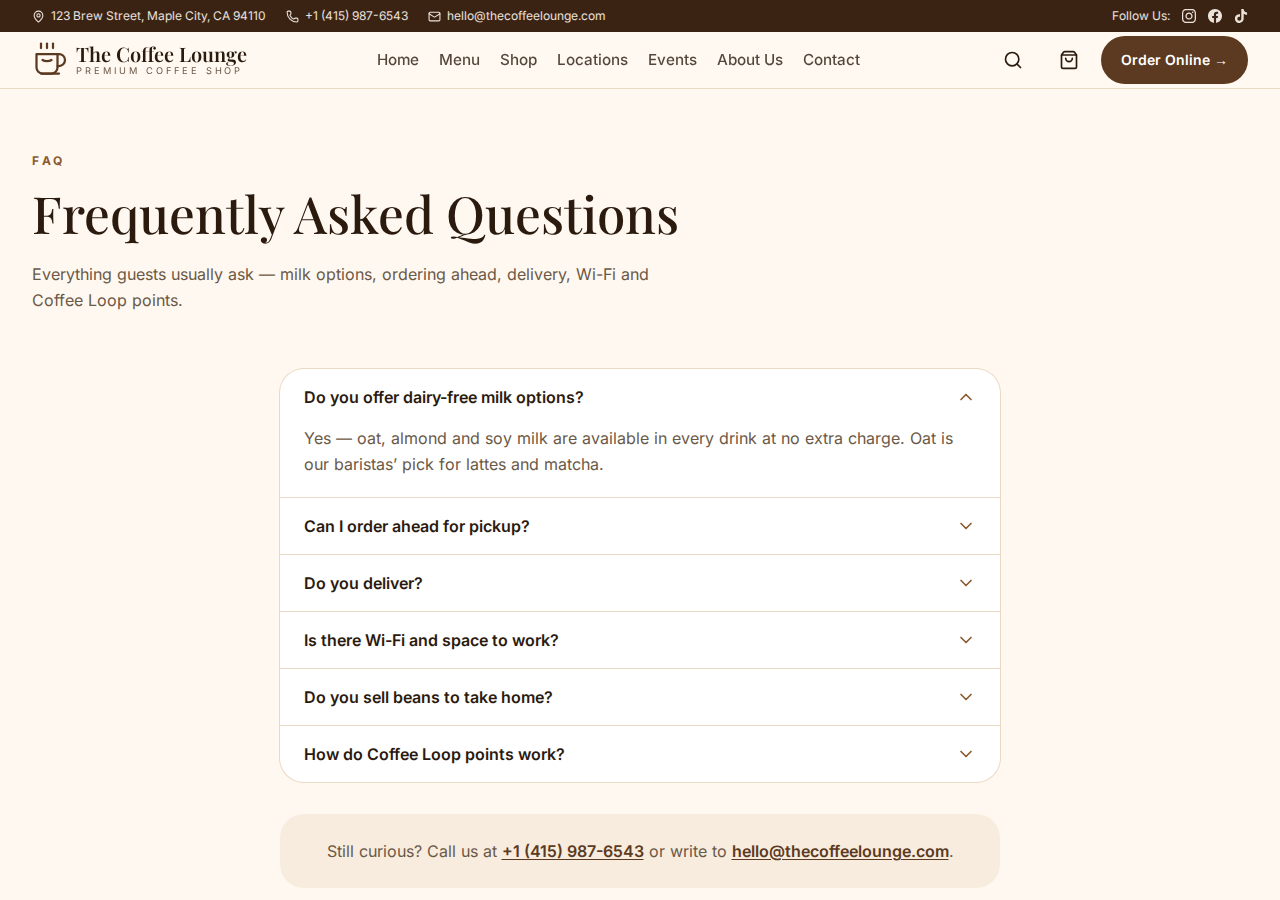 123 Brew Street, Maple City, CA 94110 +1 (415) 987-6543 hello@thecoffeelounge.com Follow Us:
The Coffee Lounge
PREMIUM COFFEE SHOP
Home Menu Shop Locations Events About Us Contact
Order Online →
FAQ
Frequently Asked Questions
Everything guests usually ask — milk options, ordering ahead, delivery, Wi-Fi and
Coffee Loop points.
Do you offer dairy-free milk options?
Yes — oat, almond and soy milk are available in every drink at no extra charge. Oat is
our baristas’ pick for lattes and matcha.
Can I order ahead for pickup?
Do you deliver?
Is there Wi-Fi and space to work?
Do you sell beans to take home?
How do Coffee Loop points work?
Still curious? Call us at +1 (415) 987-6543 or write to hello@thecoffeelounge.com.